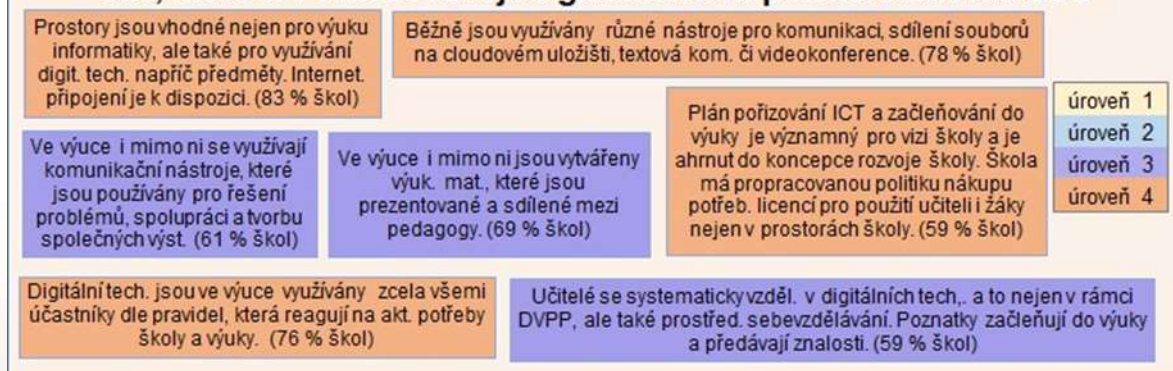 Prostory jsou vhodné nejen pro výuku
informatiky, ale také pro využívání
digit. tech. napříč předměty. Internet.
připojení je k dispozici. (83 % škol)
Běžně jsou využívány různé nástroje pro komunikaci, sdílení souborů
na cloudovém uložišti, textová kom. či videokonference. (78 % škol)
Plán pořizování ICT a začleňování do
výuky je významný pro vizi školy a je
ahrnut do koncepce rozvoje školy. Škola
má propracovanou politiku nákupu
potřeb. licencí pro použití učiteli i žáky
nejen v prostorách školy. (59 % škol)
úroveň 1
úroveň 2
úroveň 3
úroveň 4
Ve výuce i mimo ni se využívají
komunikační nástroje, které
jsou používány pro řešení
problémů, spolupráci a tvorbu
společných výst. (61 % škol)
Ve výuce i mimo ni jsou vytvářeny
výuk. mat., které jsou
prezentované a sdílené mezi
pedagogy. (69 % škol)
Digitální tech. jsou ve výuce využívány zcela všemi
účastníky dle pravidel, která reagují na akt. potřeby
školy a výuky. (76 % škol)
Učitelé se systematicky vzděl. v digitálních tech,. a to nejen v rámci
DVPP, ale také prostřed. sebevzdělávání. Poznatky začleňují do výuky
a předávají znalosti. (59 % škol)